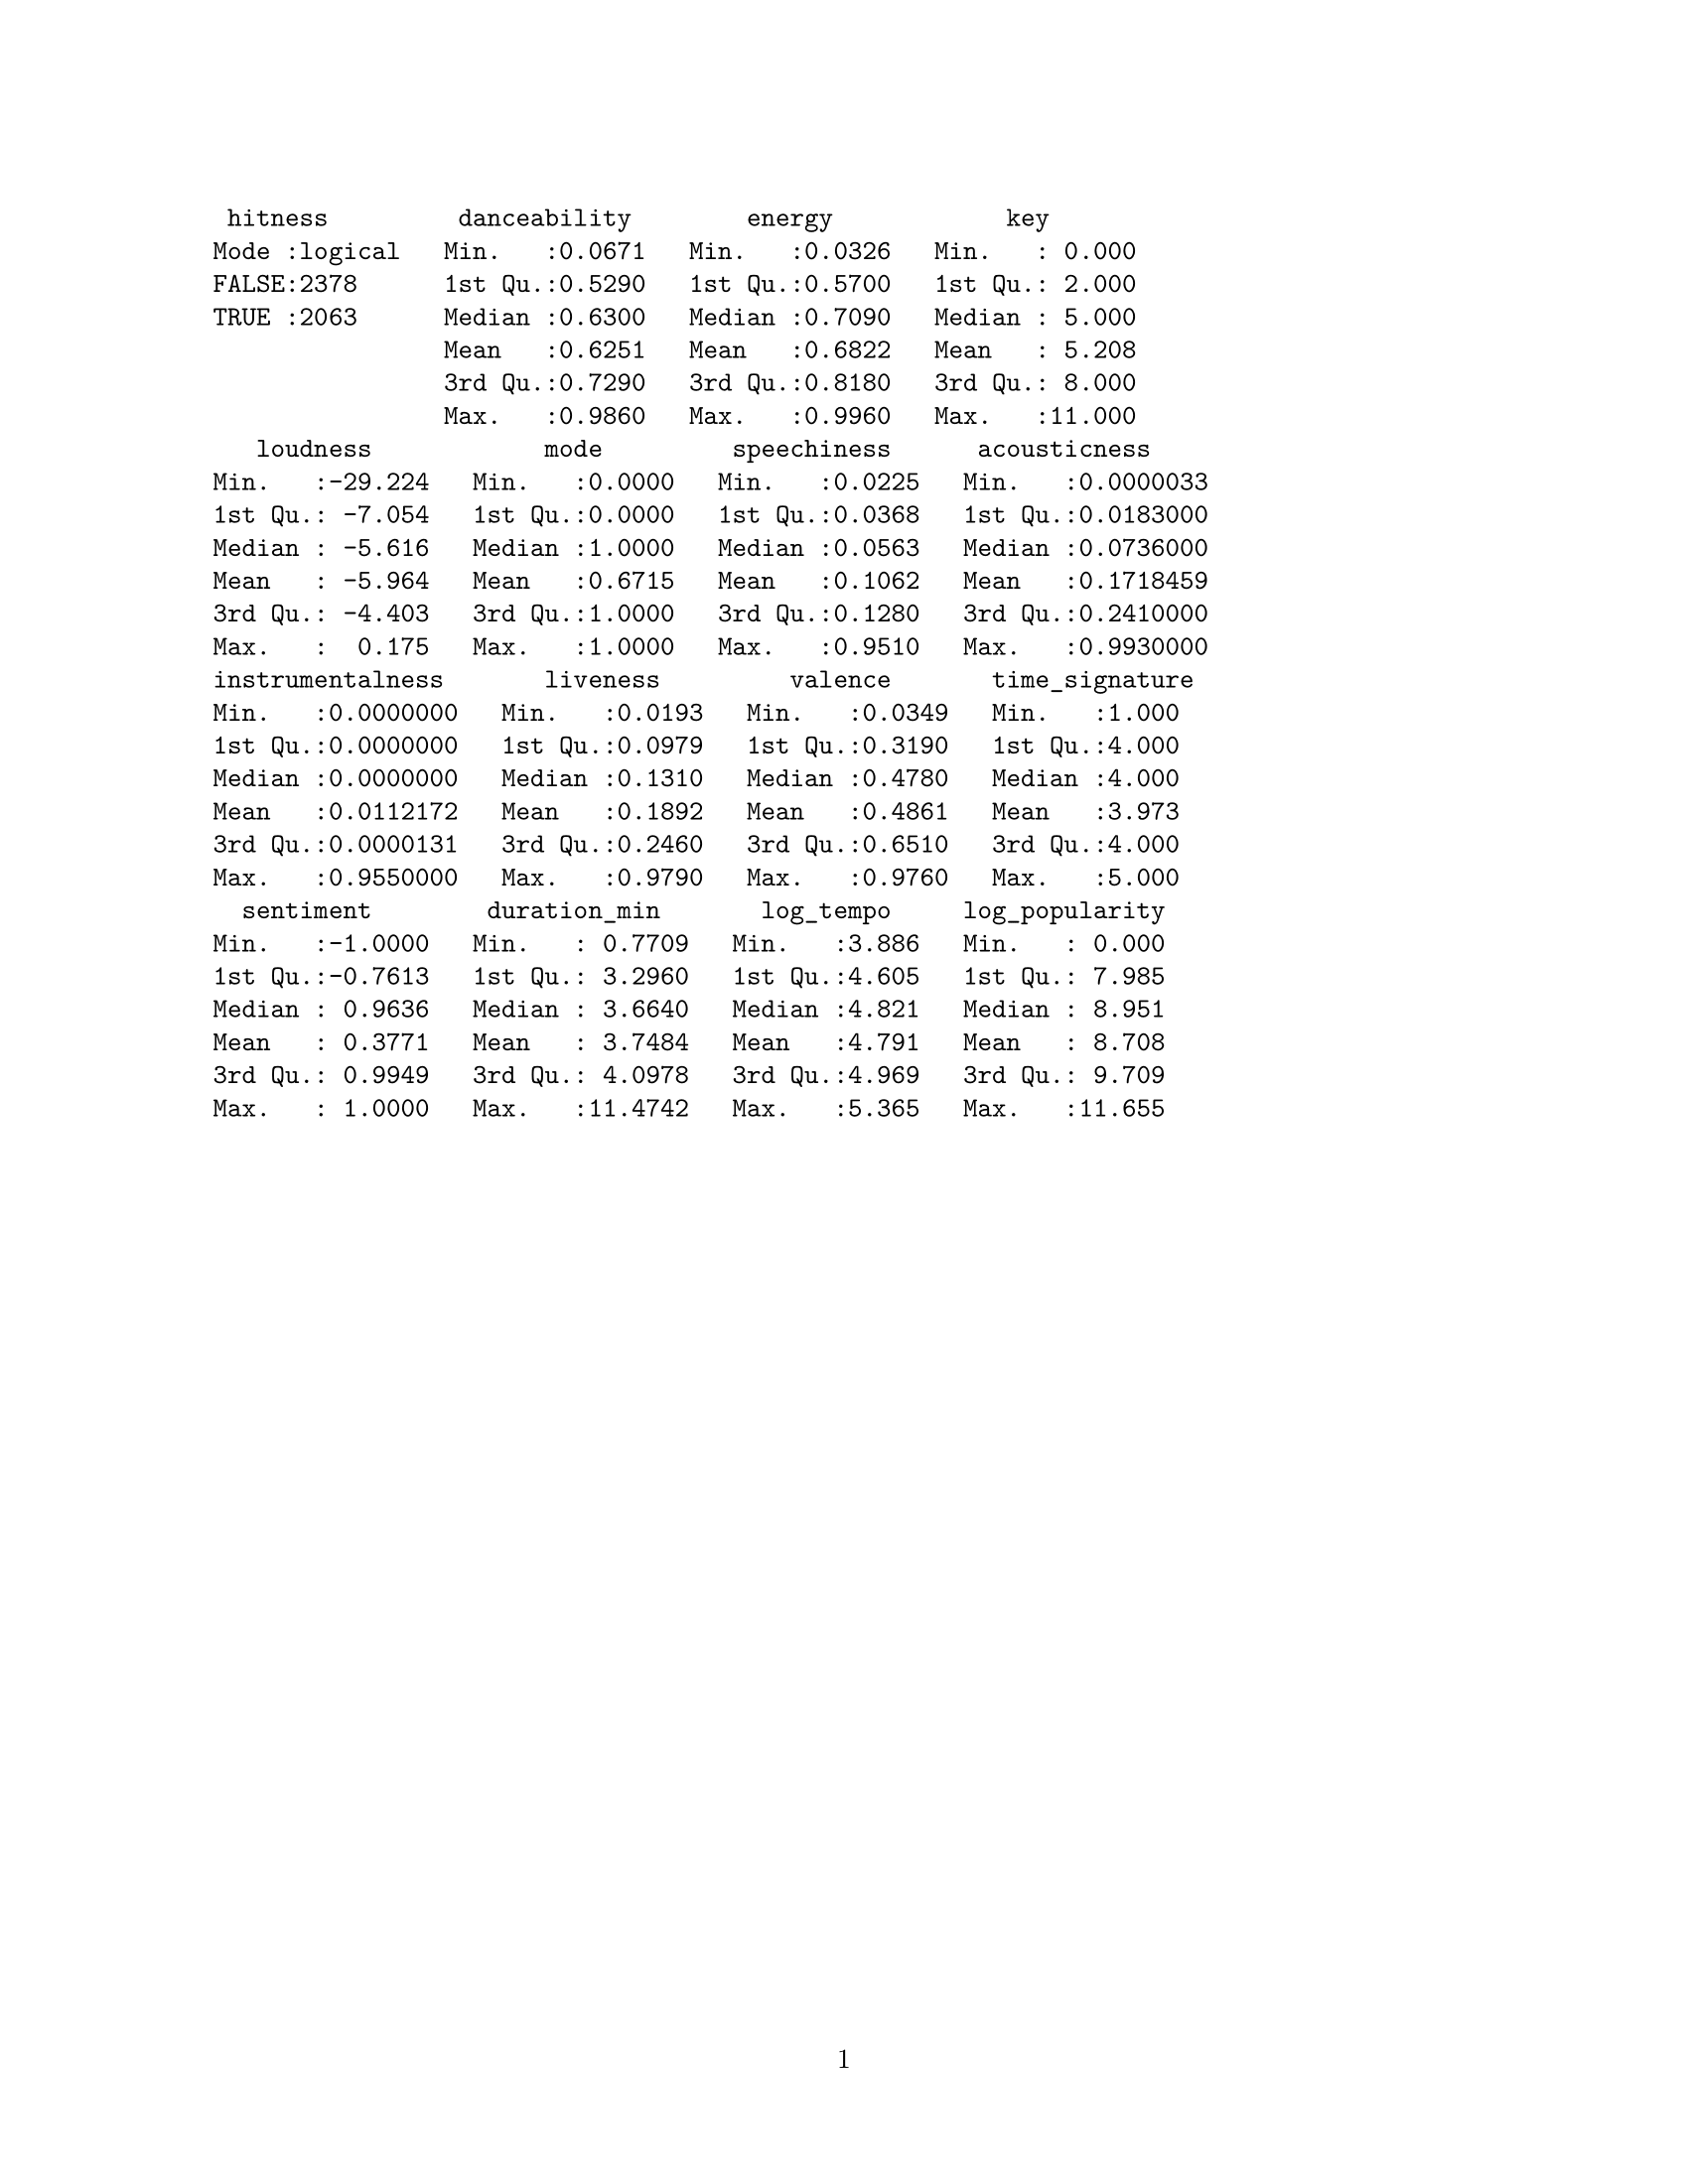 hitness         danceability        energy            key
Mode :logical   Min.   :0.0671   Min.   :0.0326   Min.   : 0.000
FALSE:2378      1st Qu.:0.5290   1st Qu.:0.5700   1st Qu.: 2.000
TRUE :2063      Median :0.6300   Median :0.7090   Median : 5.000
                Mean   :0.6251   Mean   :0.6822   Mean   : 5.208
                3rd Qu.:0.7290   3rd Qu.:0.8180   3rd Qu.: 8.000
                Max.   :0.9860   Max.   :0.9960   Max.   :11.000
   loudness            mode         speechiness      acousticness
Min.   :-29.224   Min.   :0.0000   Min.   :0.0225   Min.   :0.0000033
1st Qu.: -7.054   1st Qu.:0.0000   1st Qu.:0.0368   1st Qu.:0.0183000
Median : -5.616   Median :1.0000   Median :0.0563   Median :0.0736000
Mean   : -5.964   Mean   :0.6715   Mean   :0.1062   Mean   :0.1718459
3rd Qu.: -4.403   3rd Qu.:1.0000   3rd Qu.:0.1280   3rd Qu.:0.2410000
Max.   :  0.175   Max.   :1.0000   Max.   :0.9510   Max.   :0.9930000
instrumentalness       liveness         valence       time_signature
Min.   :0.0000000   Min.   :0.0193   Min.   :0.0349   Min.   :1.000
1st Qu.:0.0000000   1st Qu.:0.0979   1st Qu.:0.3190   1st Qu.:4.000
Median :0.0000000   Median :0.1310   Median :0.4780   Median :4.000
Mean   :0.0112172   Mean   :0.1892   Mean   :0.4861   Mean   :3.973
3rd Qu.:0.0000131   3rd Qu.:0.2460   3rd Qu.:0.6510   3rd Qu.:4.000
Max.   :0.9550000   Max.   :0.9790   Max.   :0.9760   Max.   :5.000
  sentiment        duration_min       log_tempo     log_popularity
Min.   :-1.0000   Min.   : 0.7709   Min.   :3.886   Min.   : 0.000
1st Qu.:-0.7613   1st Qu.: 3.2960   1st Qu.:4.605   1st Qu.: 7.985
Median : 0.9636   Median : 3.6640   Median :4.821   Median : 8.951
Mean   : 0.3771   Mean   : 3.7484   Mean   :4.791   Mean   : 8.708
3rd Qu.: 0.9949   3rd Qu.: 4.0978   3rd Qu.:4.969   3rd Qu.: 9.709
Max.   : 1.0000   Max.   :11.4742   Max.   :5.365   Max.   :11.655
1